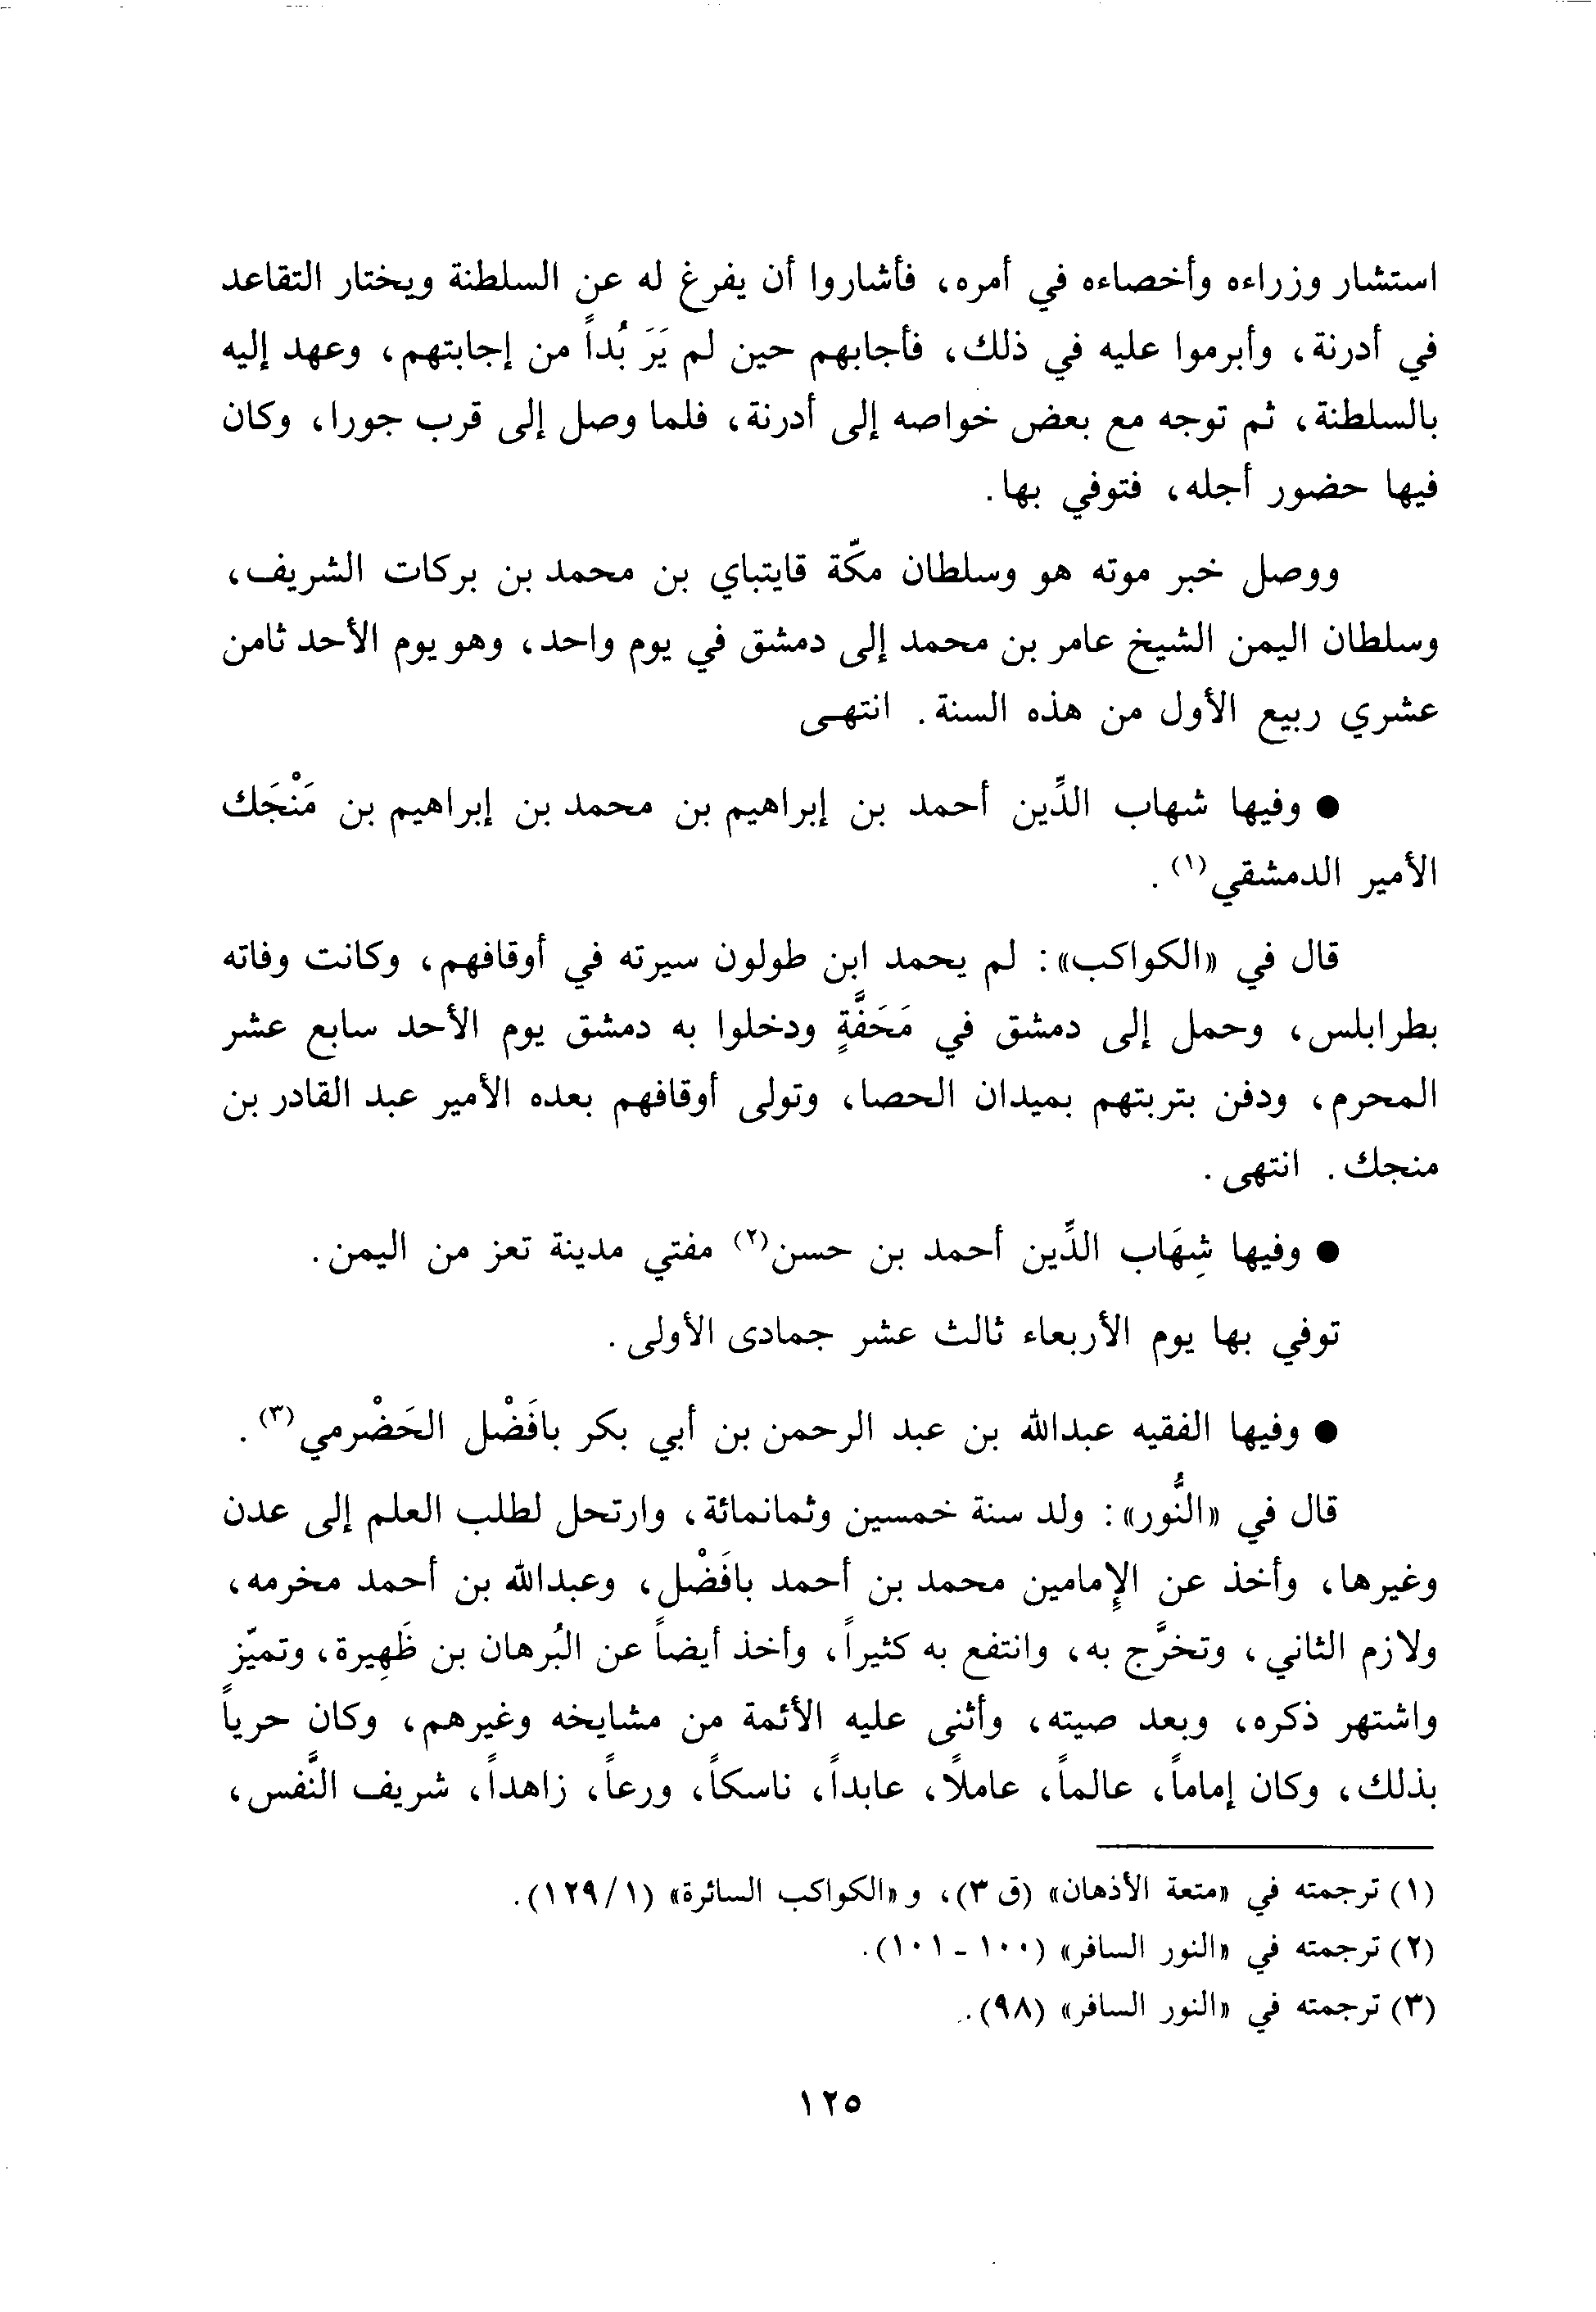 استشار وزراءه وأخصاءه في أمره، فأشاروا أن يفرغ له عن السلطنة ويختار التقاعد
في أدرنة، وأبرموا عليه في ذلك، فأجابهم حين لم يَرَ بُداً من إجابتهم، وعهد إليه
بالسلطنة، ثم توجه مع بعض خواصه إلى أدرنة، فلما وصل إلى قرب جورا، وكان
فيها حضور أجله، فتوفي بها.
ووصل خبر موته هو وسلطان مكّة قايتباي بن محمد بن بركات الشريف،
وسلطان اليمن الشيخ عامر بن محمد إلى دمشق في يوم واحد، وهو يوم الأحد ثامن
عشري ربيع الأول من هذه السنة. انتهى
● وفيها شهاب الدِّين أحمد بن إبراهيم بن محمد بن إبراهيم بن مَنْجَك
الأمير الدمشقي(١).
قال في «الكواكب»: لم يحمد ابن طولون سيرته في أوقافهم، وكانت وفاته
بطرابلس، وحمل إلى دمشق في مَحَفَّةٍ ودخلوا به دمشق يوم الأحد سابع عشر
المحرم، ودفن بتربتهم بميدان الحصا، وتولى أوقافهم بعده الأمير عبد القادر بن
منجك. انتهى.
● وفيها شِهَاب الدِّين أحمد بن حسن(٢) مفتي مدينة تعز من اليمن.
توفي بها يوم الأربعاء ثالث عشر جمادى الأولى.
● وفيها الفقيه عبدالله بن عبد الرحمن بن أبي بكر بافَضْل الحَضْرمي(٣).
قال في «النُّور»: ولد سنة خمسين وثمانمائة، وارتحل لطلب العلم إلى عدن
وغيرها، وأخذ عن الإِمامين محمد بن أحمد بافَضْل، وعبدالله بن أحمد مخرمه،
ولازم الثاني، وتخرَّج به، وانتفع به كثيراً، وأخذ أيضاً عن البُرهان بن ظَهِيرة، وتميّز
واشتهر ذكره، وبعد صيته، وأثنى عليه الأئمة من مشايخه وغيرهم، وكان حرياً
بذلك، وكان إماماً، عالماً، عاملاً، عابداً، ناسكاً، ورعاً، زاهداً، شريف النَّفس،
(١) ترجمته في «متعة الأذهان» (ق ٣)، و «الكواكب السائرة» (١/ ١٢٩).
(٢) ترجمته في «النور السافر» (١٠٠ - ١٠١).
(٣) ترجمته في «النور السافر» (٩٨).
١٢٥